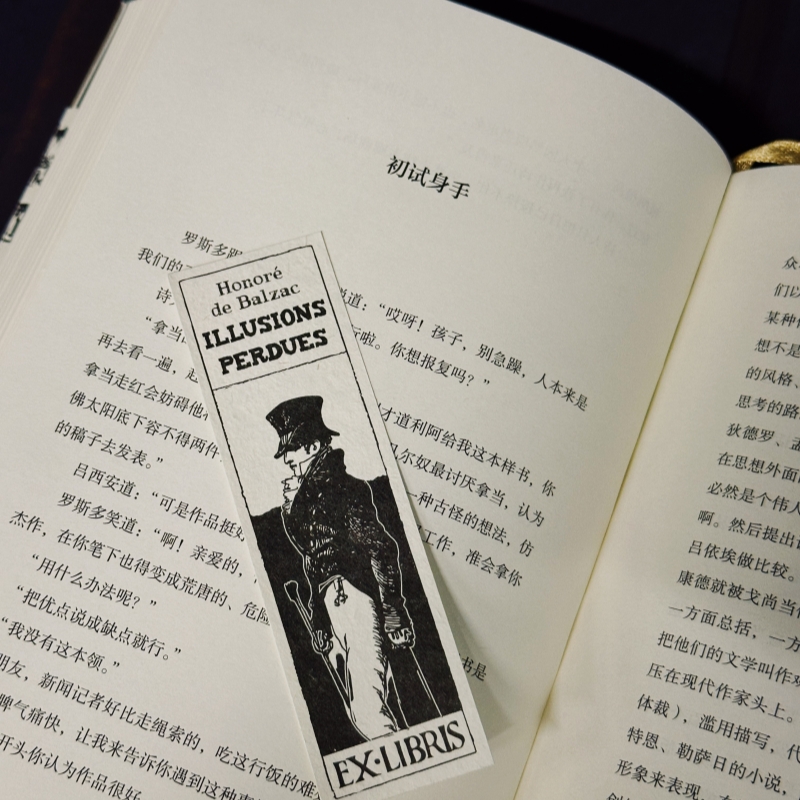 初试身手
罗斯多
我们的
说道：“哎呀！孩子，别急躁，人本来是
“拿当
行啦。你想报复吗？”
再去看一遍，
拿当走红会妨碍他
才道利阿给我这本样书，你
佛太阳底下容不得两件
尔奴最讨厌拿当，认为
的稿子去发表。”
一种古怪的想法，仿
吕西安道：“可是作品挺好
工作，准会拿你
罗斯多笑道：“啊！亲爱的，
杰作，在你笔下也得变成荒唐的、危险
“用什么办法呢？”
“把优点说成缺点就行。”
“我没有这本领。”
书是
朋友，新闻记者好比走绳索的，吃这行饭的难
脾气痛快，让我来告诉你遇到这种
开头你认为作品很好
Honoré
de Balzac
ILLUSIONS
PERDUES
EX·LIBRIS
众
们以
某种
想不是
的风格、
思考的路
狄德罗、孟
在思想外面
必然是个伟人
啊。然后提出
吕依埃做比较。
康德就被戈尚当
一方面总括，一方
把他们的文学叫作
压在现代作家头上。
体裁），滥用描写，代
特恩、勒萨日的小说，
形象来表现。在